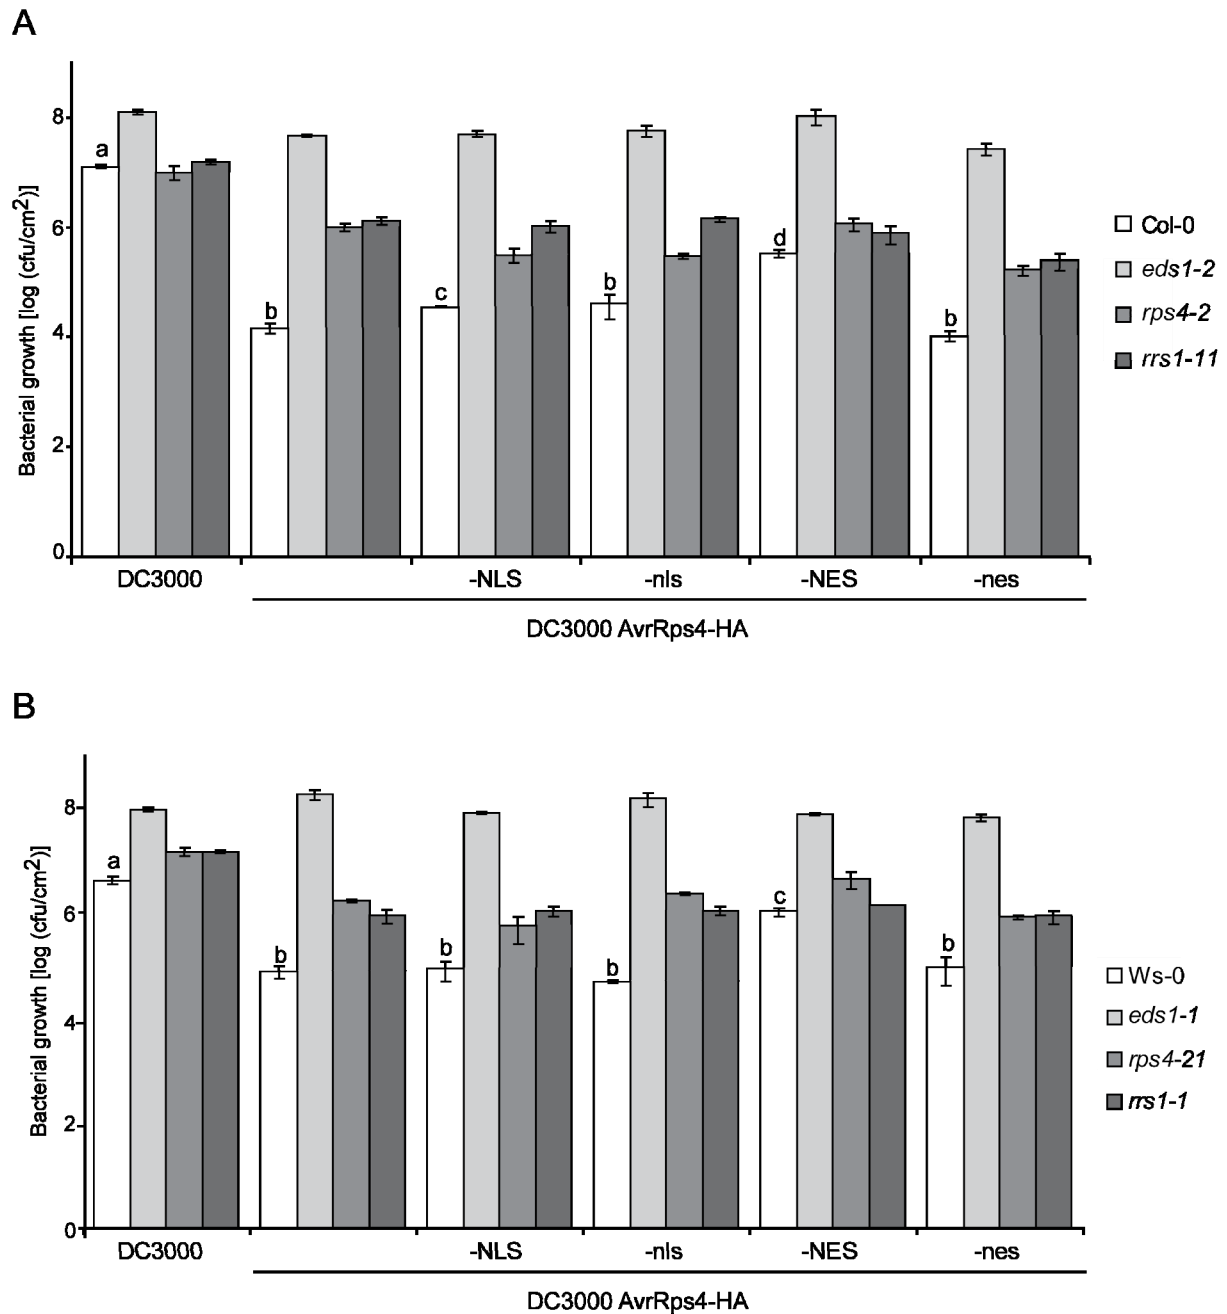 A
Bacterial growth [log (cfu/cm2)]
8
6
4
2
0
a
b
c
b
d
b
Col-0
eds1-2
rps4-2
rrs1-11
DC3000
-NLS
-nls
-NES
-nes
DC3000 AvrRps4-HA
B
Bacterial growth [log (cfu/cm2)]
8
6
4
2
0
a
b
b
b
c
b
Ws-0
eds1-1
rps4-21
rrs1-1
DC3000
-NLS
-nls
-NES
-nes
DC3000 AvrRps4-HA